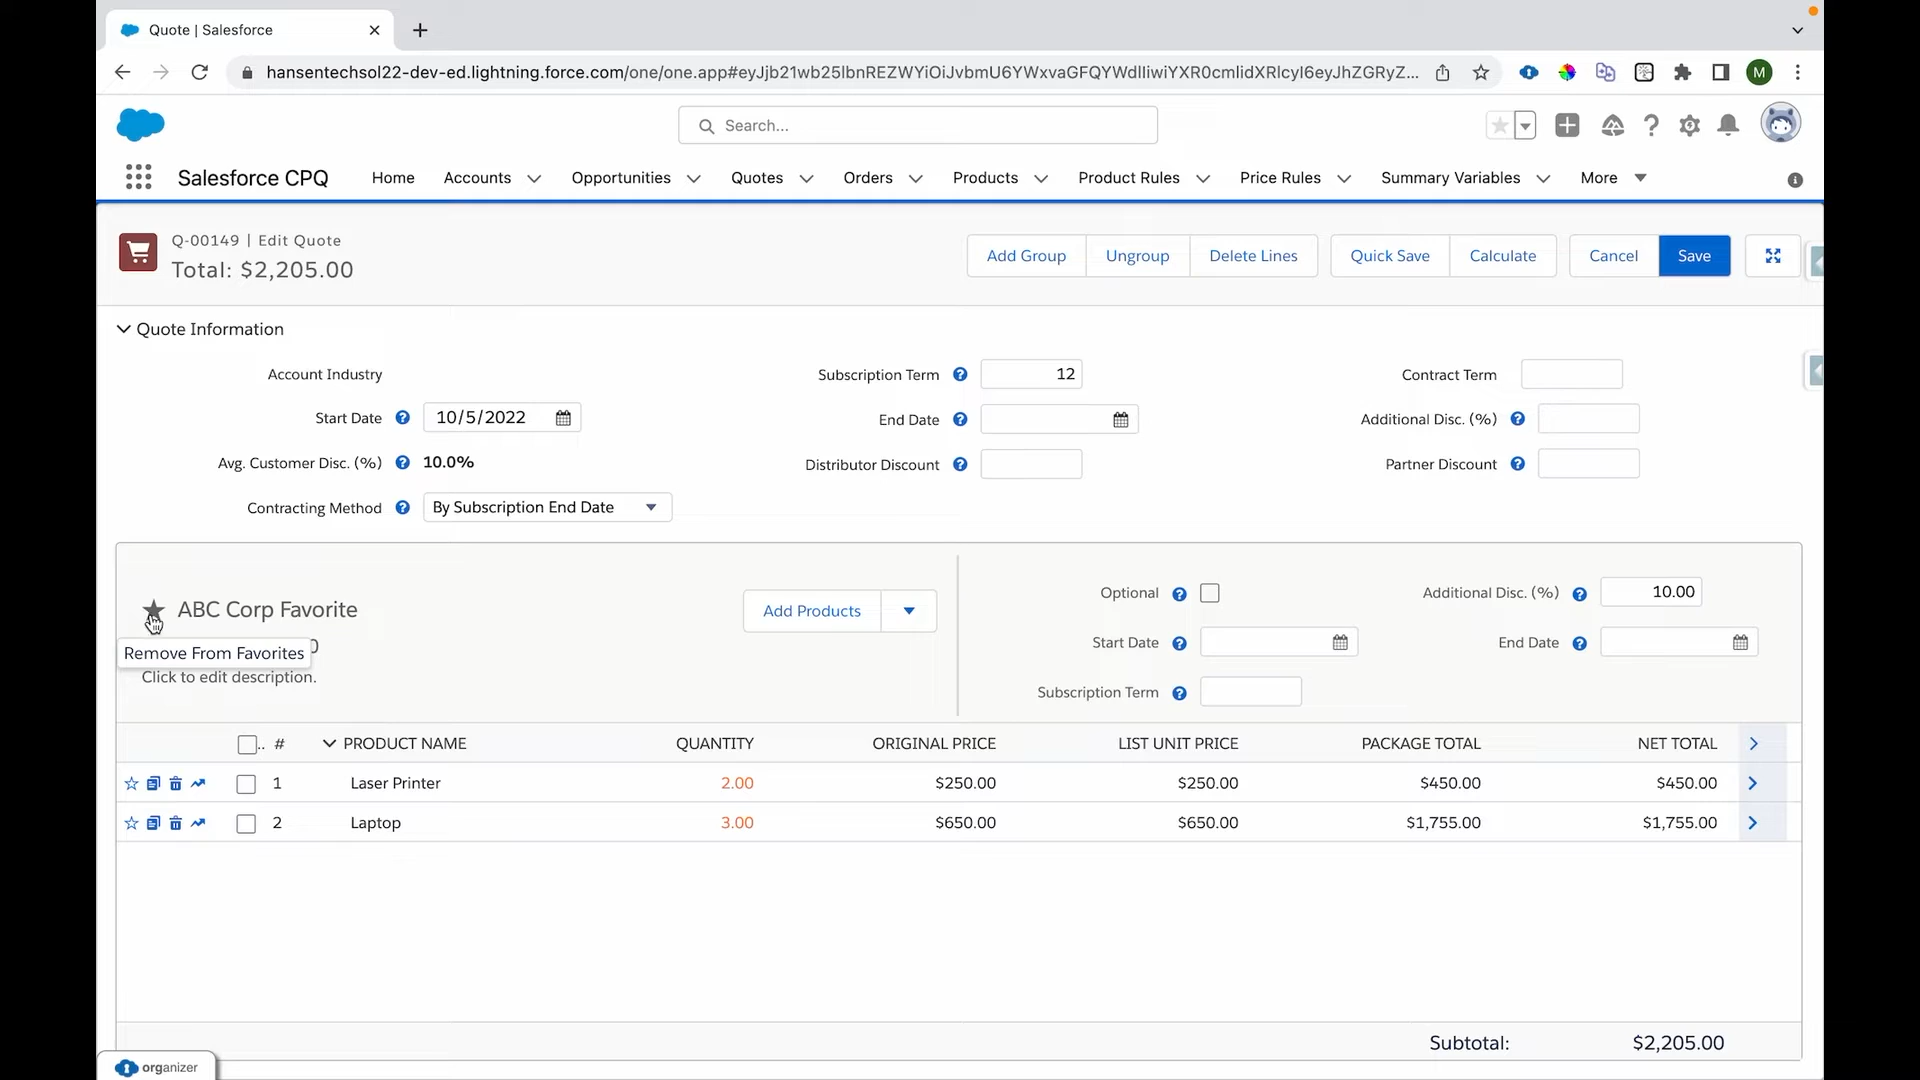 Quote | Salesforce
hansentechsol22-dev-ed.lightning.force.com/one/one.app#eyJjb21wb25lbnREZWYiOiJvbmU6YWxvaGFQYWdlIiwiYXR0cmlidXRlcyI6eyJhZGRyZ...
M
Search...
Salesforce CPQ Home Accounts Opportunities Quotes Orders Products Product Rules Price Rules Summary Variables More
Q-00149 | Edit Quote
Total: $2,205.00
Add Group Ungroup Delete Lines Quick Save Calculate Cancel Save
Quote Information
Account Industry Subscription Term 12 Contract Term
Start Date 10/5/2022 End Date Additional Disc. (%)
Avg. Customer Disc. (%) 10.0% Distributor Discount Partner Discount
Contracting Method By Subscription End Date
ABC Corp Favorite Add Products Optional Additional Disc. (%) 10.00
Remove From Favorites 0 Start Date End Date
Click to edit description. Subscription Term
# PRODUCT NAME QUANTITY ORIGINAL PRICE LIST UNIT PRICE PACKAGE TOTAL NET TOTAL
1 Laser Printer 2.00 $250.00 $250.00 $450.00 $450.00
2 Laptop 3.00 $650.00 $650.00 $1,755.00 $1,755.00
Subtotal: $2,205.00
organizer